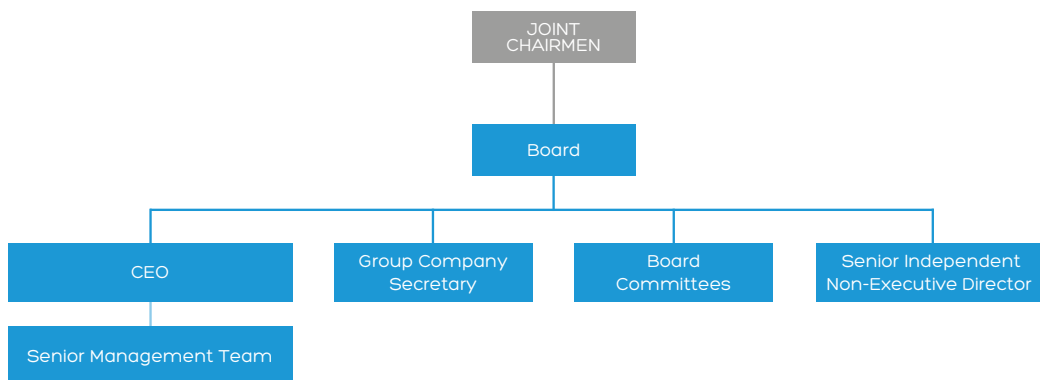 JOINT
CHAIRMEN
Board
CEO
Group Company
Secretary
Board
Committees
Senior Independent
Non-Executive Director
Senior Management Team